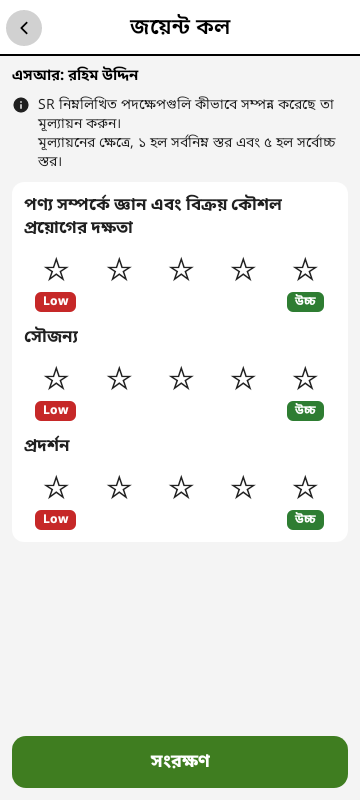 জয়েন্ট কল
এসআর: রহিম উদ্দিন
SR নিম্নলিখিত পদক্ষেপগুলি কীভাবে সম্পন্ন করেছে তা
মূল্যায়ন করুন।
মূল্যায়নের ক্ষেত্রে, ১ হল সর্বনিম্ন স্তর এবং ৫ হল সর্বোচ্চ
স্তর।
পণ্য সম্পর্কে জ্ঞান এবং বিক্রয় কৌশল
প্রয়োগের দক্ষতা
Low উচ্চ
সৌজন্য
Low উচ্চ
প্রদর্শন
Low উচ্চ
সংরক্ষণ